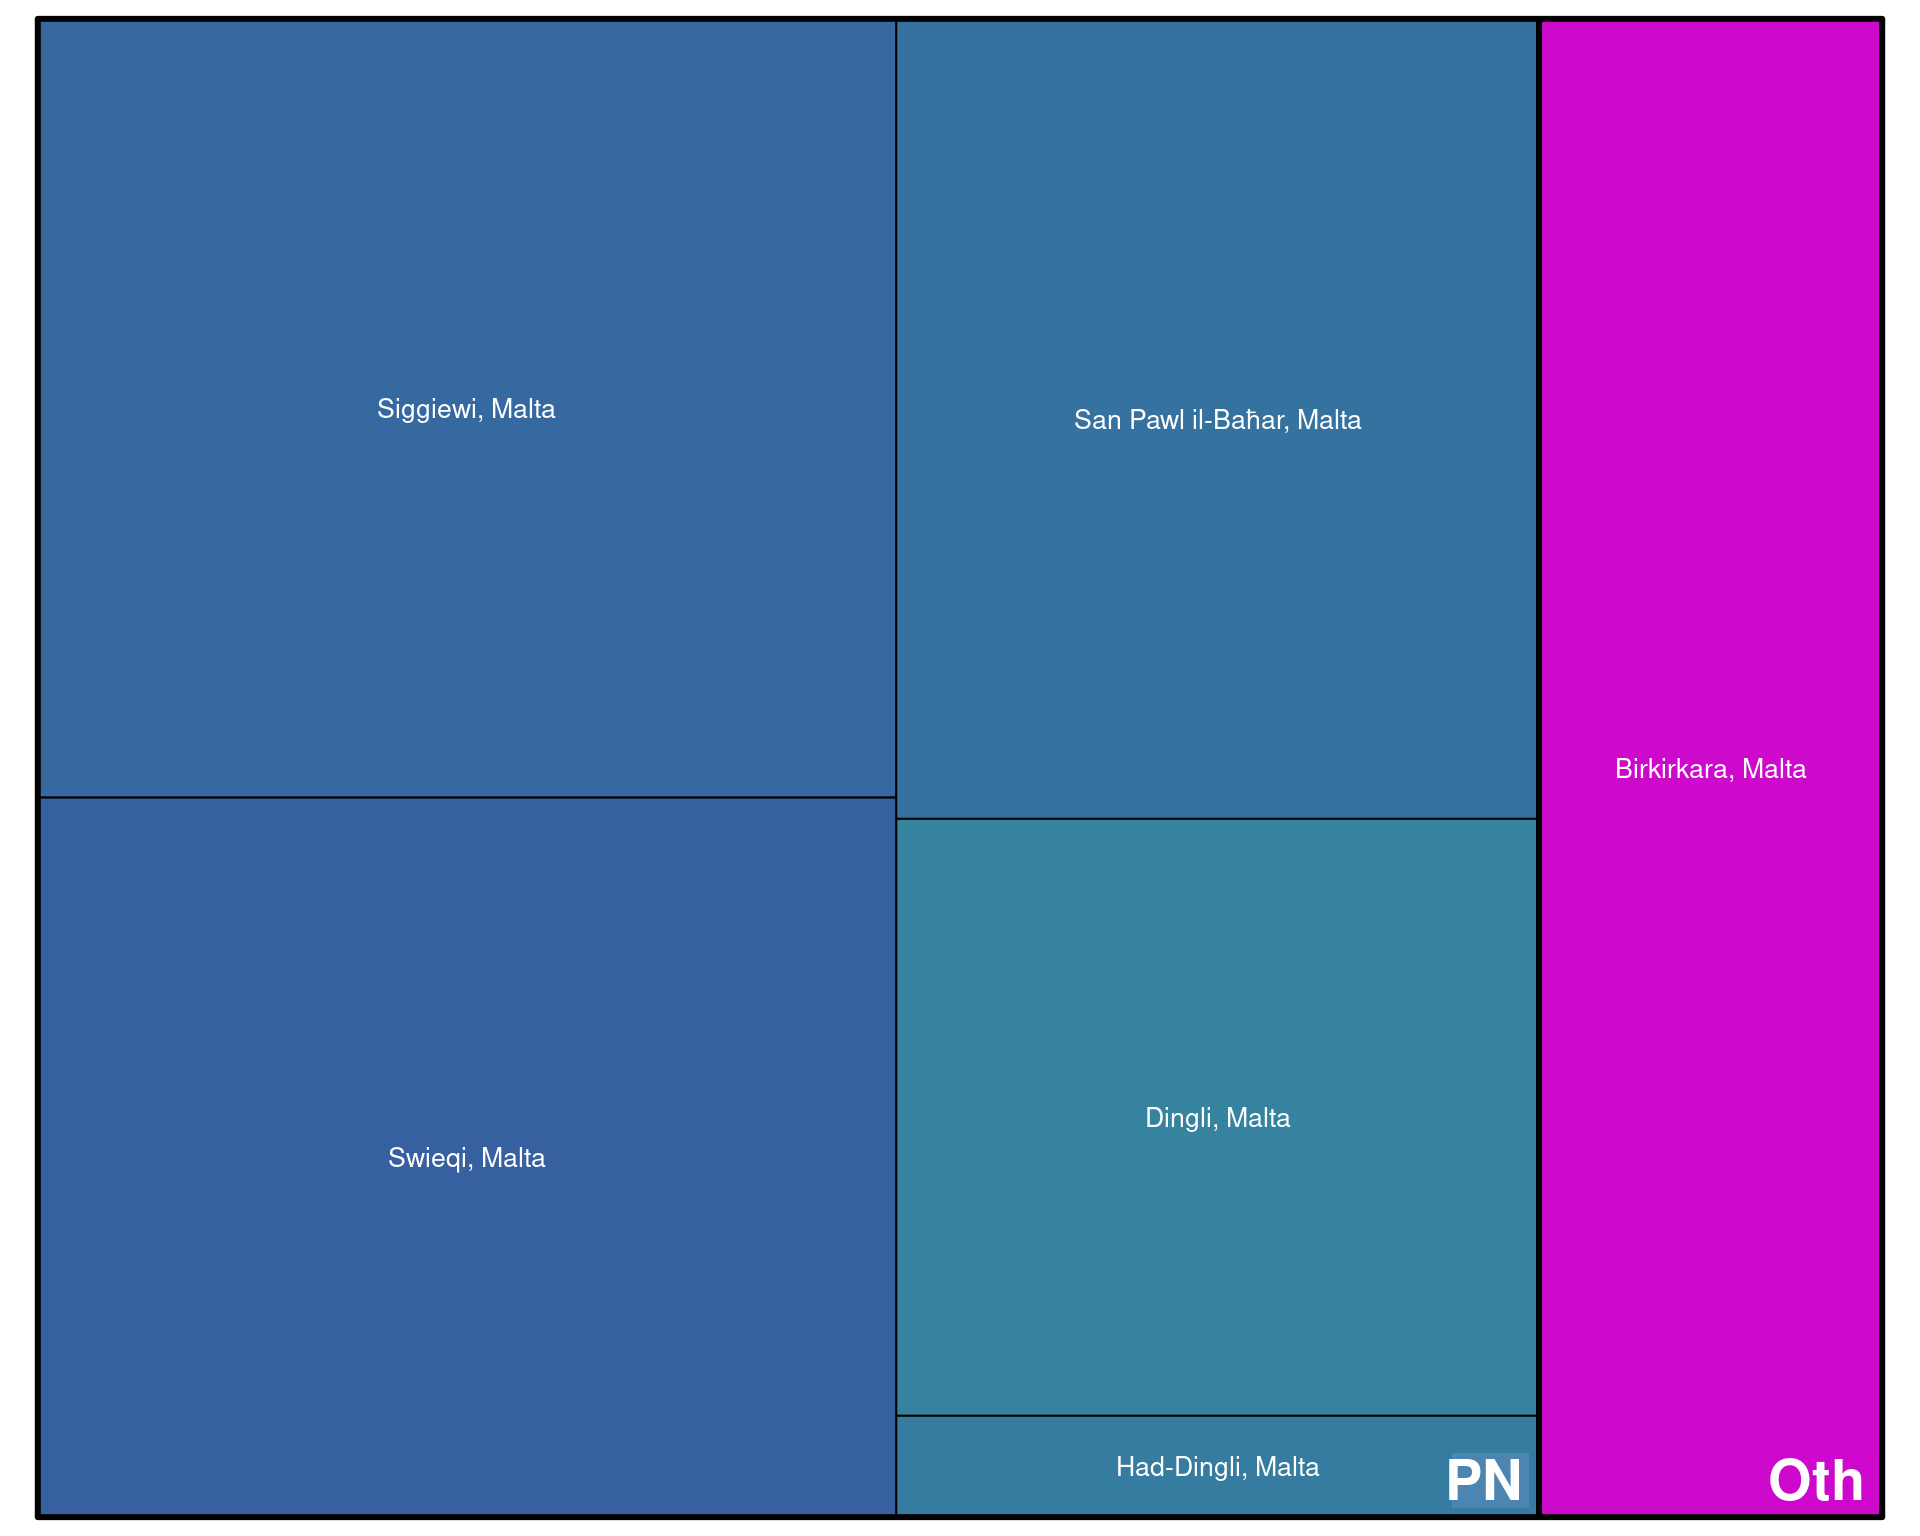 Siggiewi, Malta
San Pawl il-Baħar, Malta
Birkirkara, Malta
Swieqi, Malta
Dingli, Malta
Had-Dingli, Malta
PN
Oth